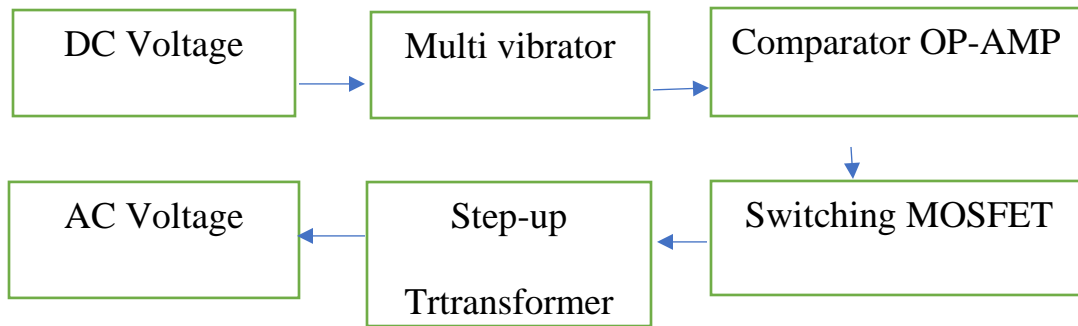 DC Voltage
Multi vibrator
Comparator OP-AMP
Switching MOSFET
Step-up
Trtransformer
AC Voltage